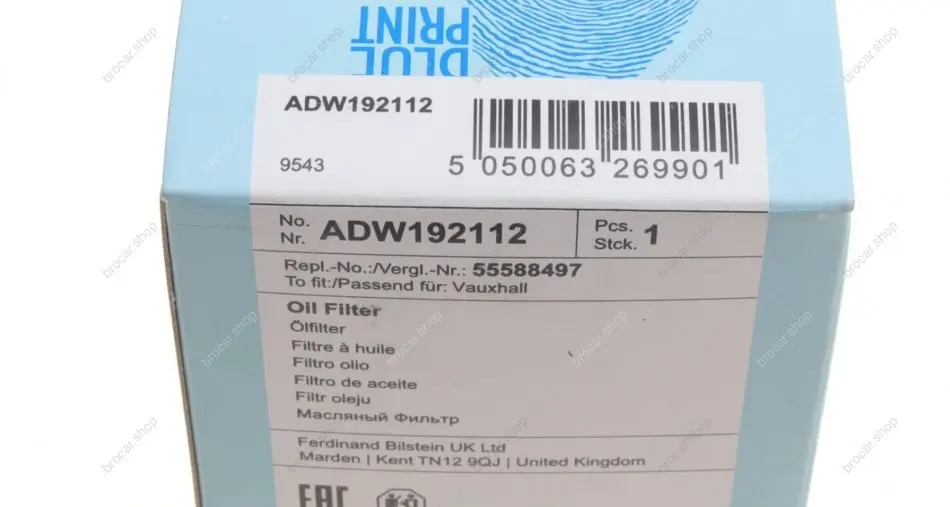 BLUE
PRINT
ADW192112
9543
5 050063 269901
No.
Nr. ADW192112
Pcs.
Stck. 1
Repl.-No.:/Vergl.-Nr.: 55588497
To fit:/Passend für: Vauxhall
Oil Filter
Ölfilter
Filtre à huile
Filtro olio
Filtro de aceite
Filtr oleju
Масляный Фильтр
Ferdinand Bilstein UK Ltd
Marden | Kent TN12 9QJ | United Kingdom
EAC
brocar.shop